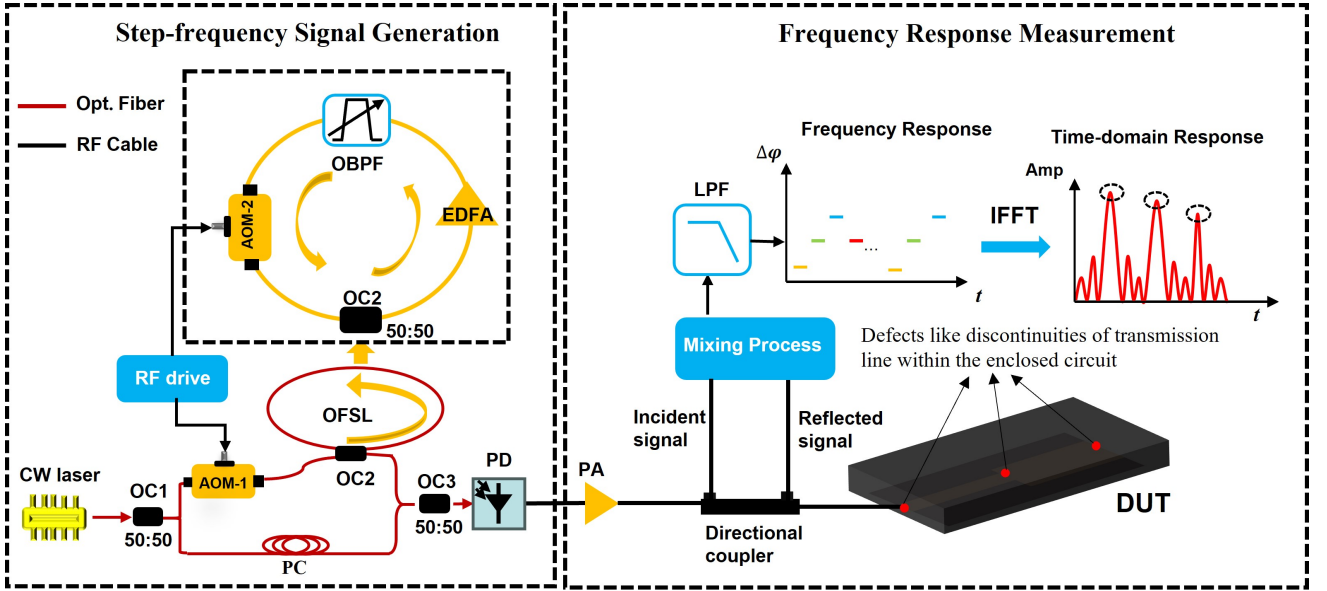 Step-frequency Signal Generation
Opt. Fiber
RF Cable
OBPF
AOM-2
EDFA
OC2
50:50
RF drive
OFSL
CW laser
OC1
50:50
AOM-1
OC2
OC3
50:50
PD
PC
Frequency Response Measurement
Frequency Response
Δφ
t
LPF
...
IFFT
Time-domain Response
Amp
t
Mixing Process
Defects like discontinuities of transmission
line within the enclosed circuit
Incident
signal
Reflected
signal
PA
Directional
coupler
DUT